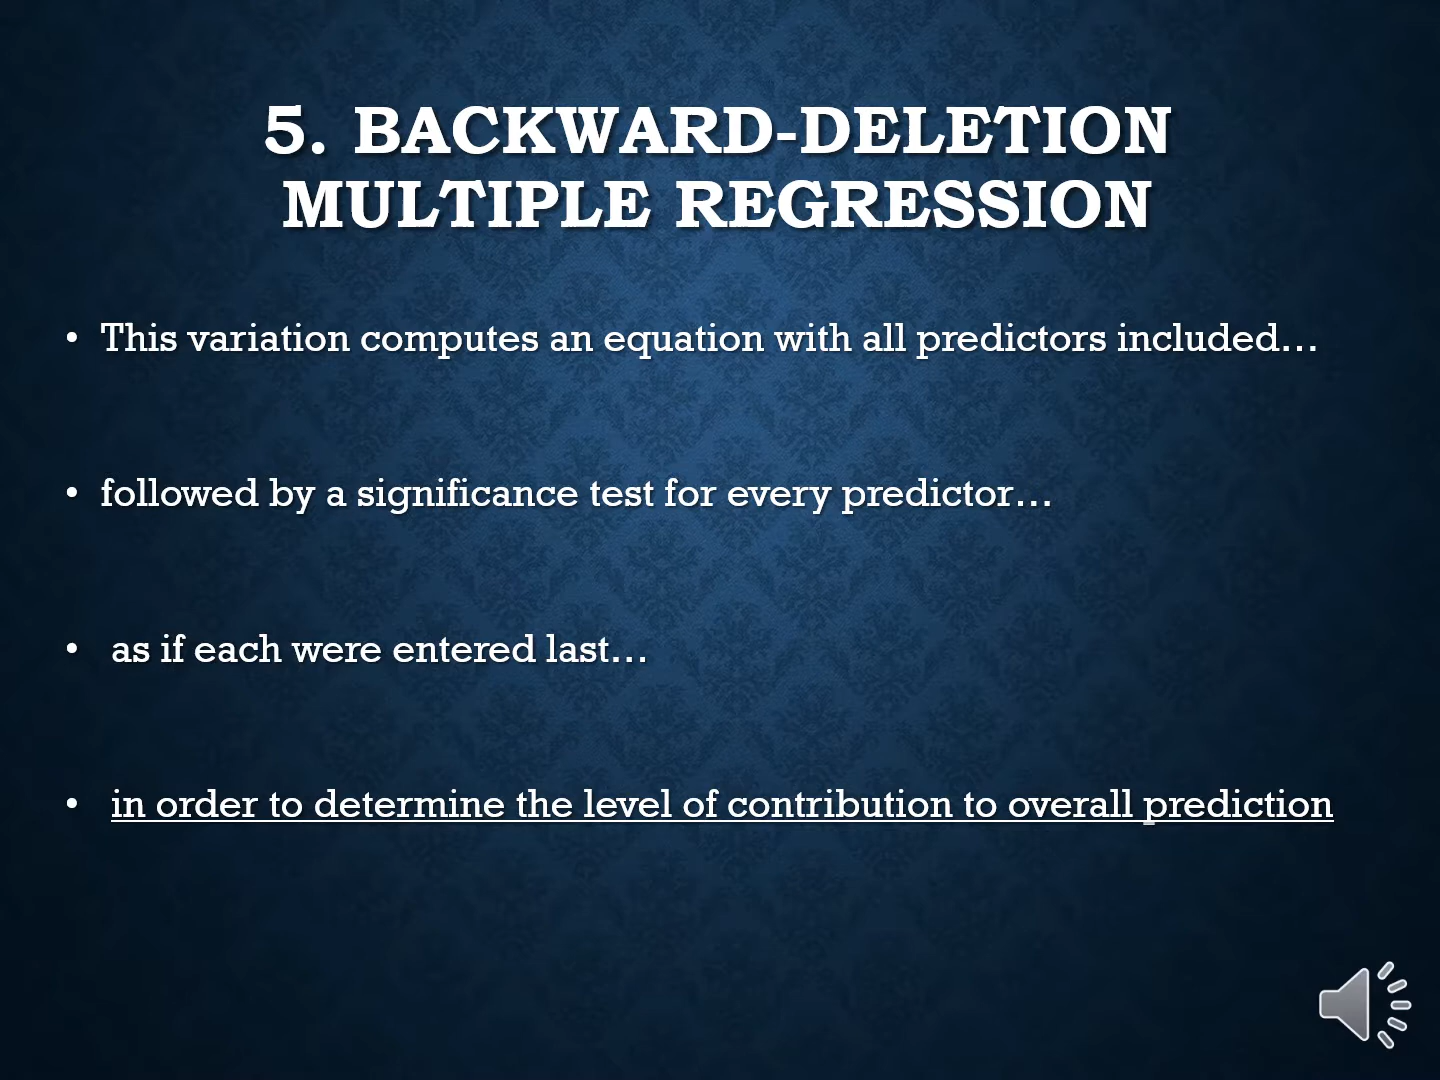 5. BACKWARD-DELETION
MULTIPLE REGRESSION
• This variation computes an equation with all predictors included…
• followed by a significance test for every predictor…
• as if each were entered last…
• in order to determine the level of contribution to overall prediction